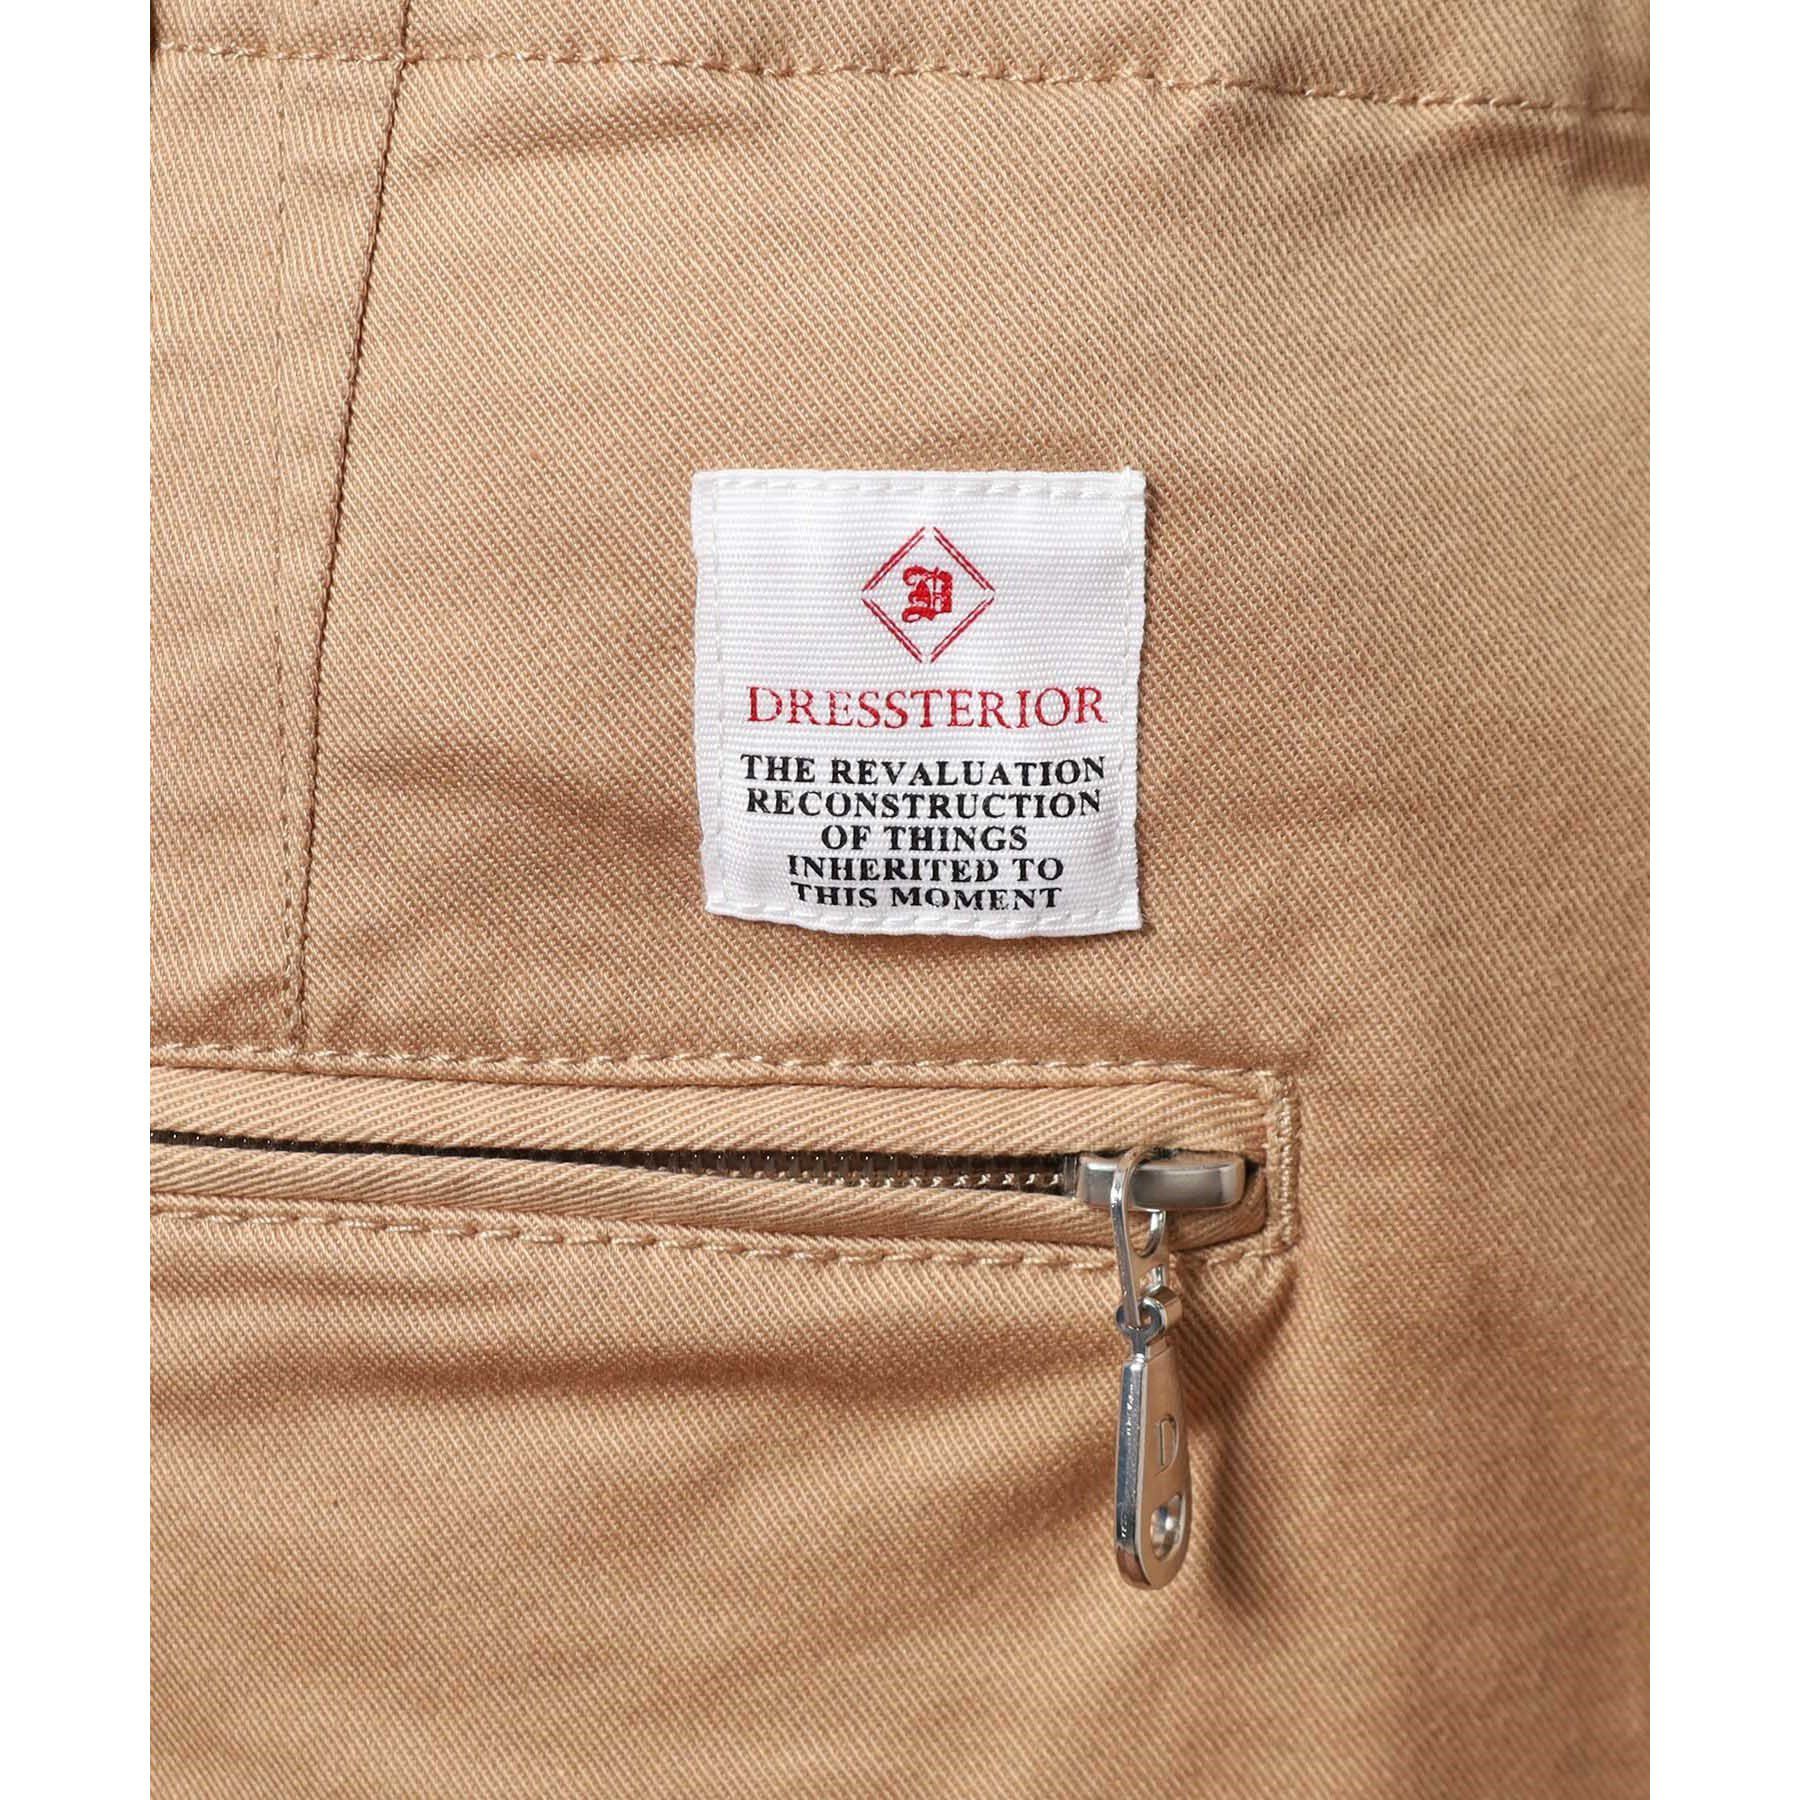 D
DRESSTERIOR
THE REVALUATION
RECONSTRUCTION
OF THINGS
INHERITED TO
THIS MOMENT
D